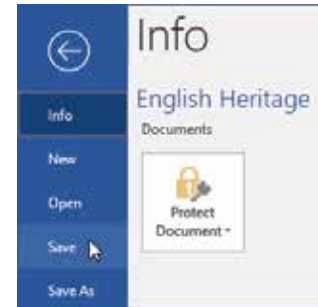 Info
New
Open
Save
Save As
Info
English Heritage
Documents
Protect
Document